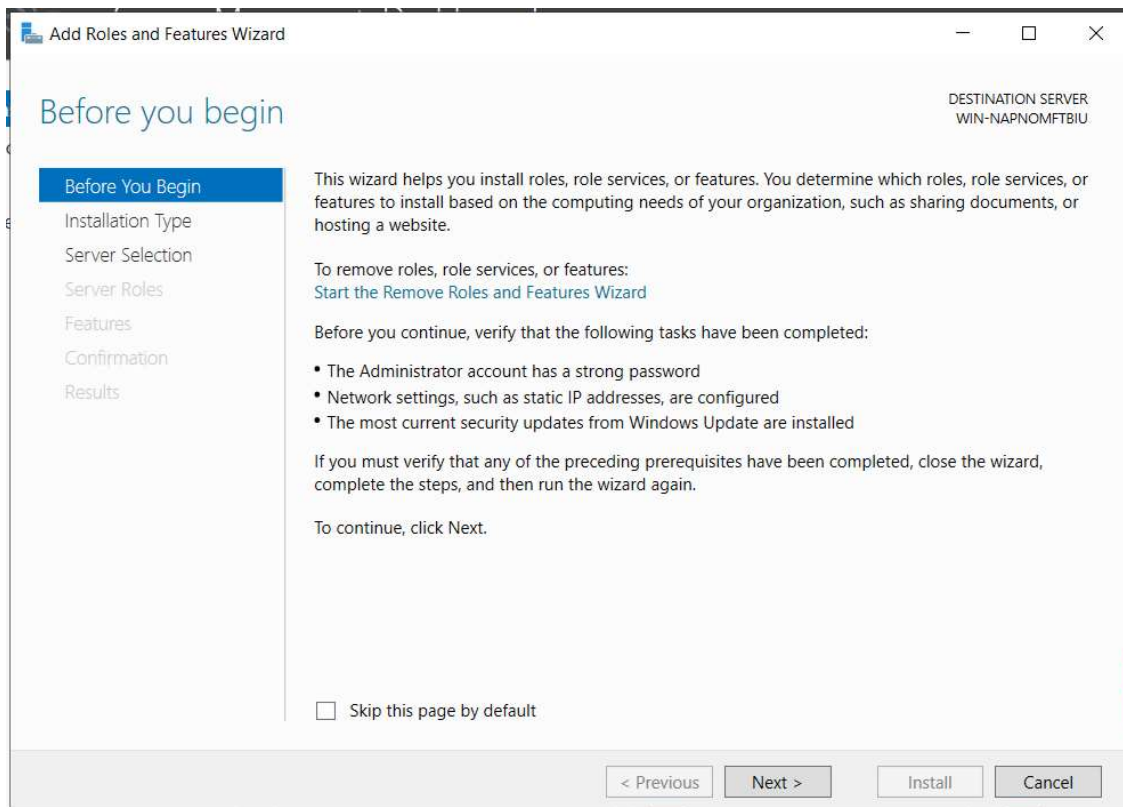 Add Roles and Features Wizard
Before you begin
DESTINATION SERVER
WIN-NAPNOMFTBIU
Before You Begin
Installation Type
Server Selection
Server Roles
Features
Confirmation
Results
This wizard helps you install roles, role services, or features. You determine which roles, role services, or
features to install based on the computing needs of your organization, such as sharing documents, or
hosting a website.
To remove roles, role services, or features:
Start the Remove Roles and Features Wizard
Before you continue, verify that the following tasks have been completed:
• The Administrator account has a strong password
• Network settings, such as static IP addresses, are configured
• The most current security updates from Windows Update are installed
If you must verify that any of the preceding prerequisites have been completed, close the wizard,
complete the steps, and then run the wizard again.
To continue, click Next.
Skip this page by default
< Previous
Next >
Install
Cancel